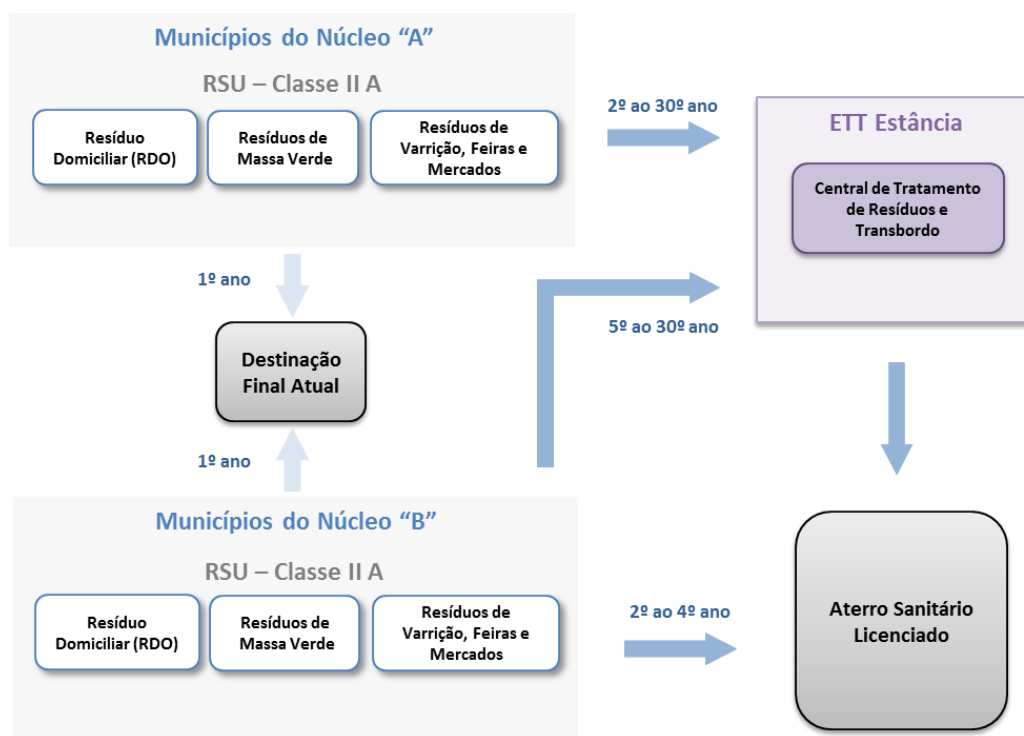 Municípios do Núcleo “A”
RSU – Classe II A
Resíduo
Domiciliar (RDO)
Resíduos de
Massa Verde
Resíduos de
Varrição, Feiras e
Mercados
2º ao 30º ano
ETT Estância
Central de Tratamento
de Resíduos e
Transbordo
1º ano
5º ao 30º ano
Destinação
Final Atual
1º ano
Municípios do Núcleo “B”
RSU – Classe II A
Resíduo
Domiciliar (RDO)
Resíduos de
Massa Verde
Resíduos de
Varrição, Feiras e
Mercados
2º ao 4º ano
Aterro Sanitário
Licenciado